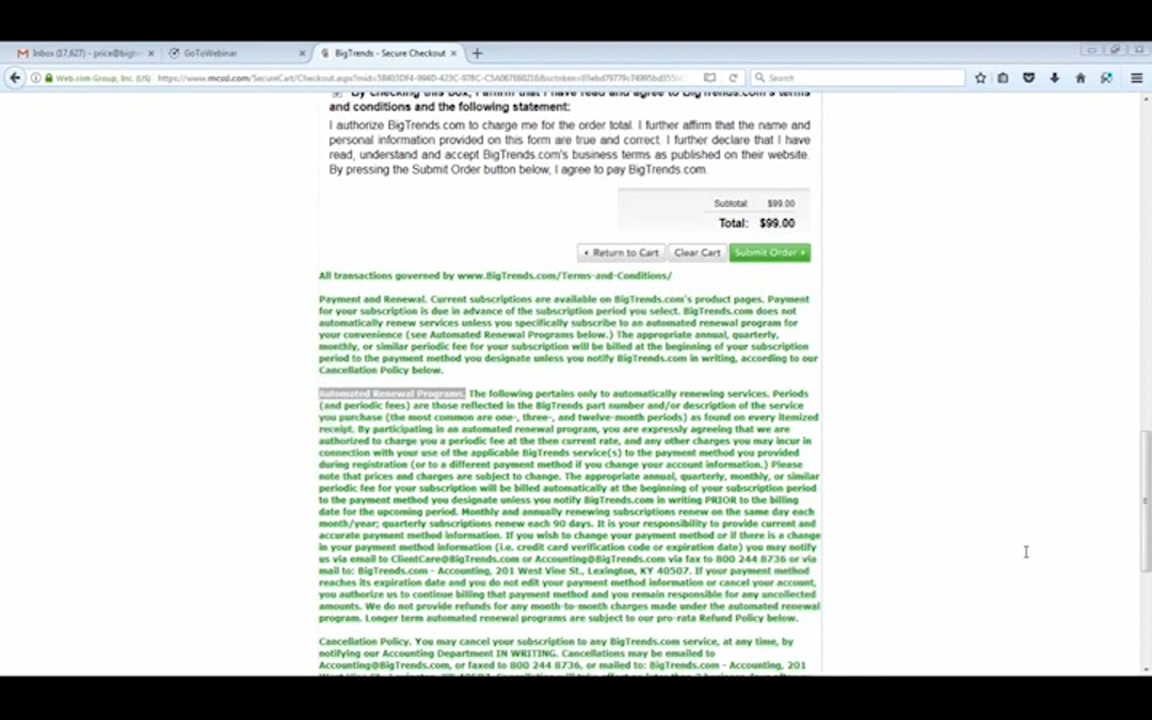 Inbox (17,627) - price@bigtr
GoToWebinar
BigTrends - Secure Checkout
Web.com Group, Inc. (US)
Search
By checking this box, I affirm that I have read and agree to BigTrends.com's terms
and conditions and the following statement:
I authorize BigTrends.com to charge me for the order total. I further affirm that the name and
personal information provided on this form are true and correct. I further declare that I have
read, understand and accept BigTrends.com's business terms as published on their website.
By pressing the Submit Order button below, I agree to pay BigTrends.com.
Subtotal: $99.00
Total: $99.00
Return to Cart
Clear Cart
Submit Order
All transactions governed by www.BigTrends.com/Terms-and-Conditions/
Payment and Renewal. Current subscriptions are available on BigTrends.com's product pages. Payment
for your subscription is due in advance of the subscription period you select. BigTrends.com does not
automatically renew services unless you specifically subscribe to an automated renewal program for
your convenience (see Automated Renewal Programs below.) The appropriate annual, quarterly,
monthly, or similar periodic fee for your subscription will be billed at the beginning of your subscription
period to the payment method you designate unless you notify BigTrends.com in writing, according to our
Cancellation Policy below.
Automated Renewal Programs. The following pertains only to automatically renewing services. Periods
(and periodic fees) are those reflected in the BigTrends part number and/or description of the service
you purchase (the most common are one-, three-, and twelve-month periods) as found on every itemized
receipt. By participating in an automated renewal program, you are expressly agreeing that we are
authorized to charge you a periodic fee at the then current rate, and any other charges you may incur in
connection with your use of the applicable BigTrends service(s) to the payment method you provided
during registration (or to a different payment method if you change your account information.) Please
note that prices and charges are subject to change. The appropriate annual, quarterly, monthly, or similar
periodic fee for your subscription will be billed automatically at the beginning of your subscription period
to the payment method you designate unless you notify BigTrends.com in writing PRIOR to the billing
date for the upcoming period. Monthly and annually renewing subscriptions renew on the same day each
month/year; quarterly subscriptions renew each 90 days. It is your responsibility to provide current and
accurate payment method information. If you wish to change your payment method or if there is a change
in your payment method information (i.e. credit card verification code or expiration date) you may notify
us via email to ClientCare@BigTrends.com or Accounting@BigTrends.com via fax to 800 244 8736 or via
mail to: BigTrends.com - Accounting, 201 West Vine St., Lexington, KY 40507. If your payment method
reaches its expiration date and you do not edit your payment method information or cancel your account,
you authorize us to continue billing that payment method and you remain responsible for any uncollected
amounts. We do not provide refunds for any month-to-month charges made under the automated renewal
program. Longer term automated renewal programs are subject to our pro-rata Refund Policy below.
Cancellation Policy. You may cancel your subscription to any BigTrends.com service, at any time, by
notifying our Accounting Department IN WRITING. Cancellations may be emailed to
Accounting@BigTrends.com, or faxed to 800 244 8736, or mailed to: BigTrends.com - Accounting, 201